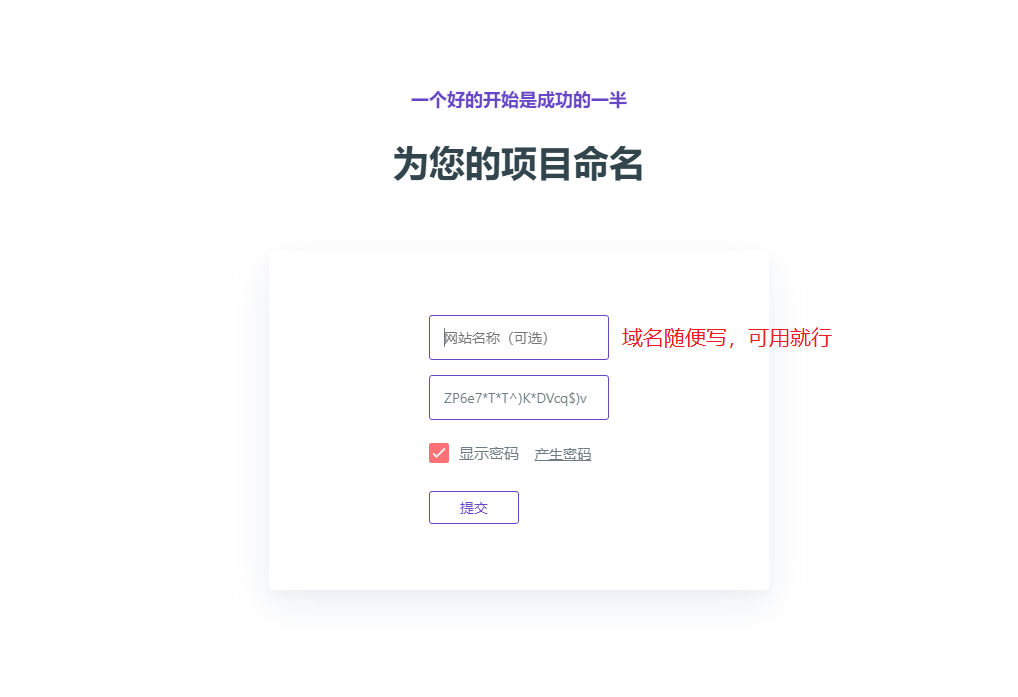 一个好的开始是成功的一半
为您的项目命名
网站名称（可选）
域名随便写，可用就行
ZP6e7*T*T^)K*DVcq$)v
显示密码 产生密码
提交